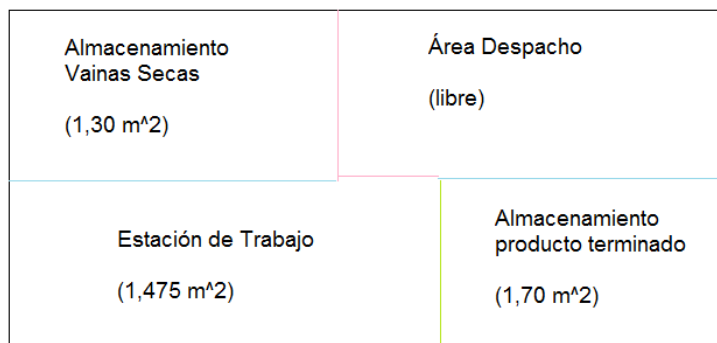 Almacenamiento
Vainas Secas
(1,30 m^2)
Área Despacho
(libre)
Estación de Trabajo
(1,475 m^2)
Almacenamiento
producto terminado
(1,70 m^2)